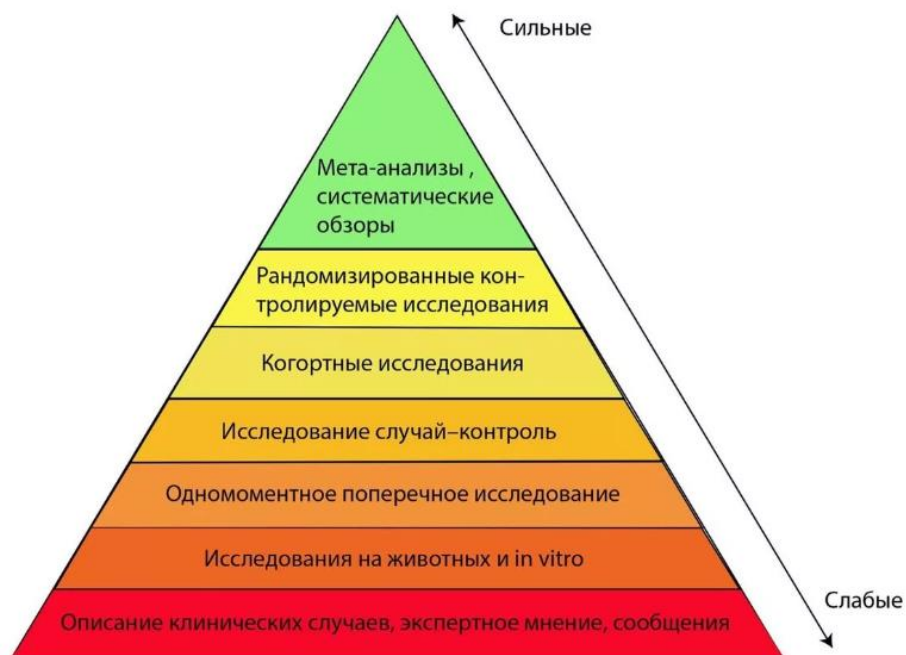 Сильные
Мета-анализы ,
систематические
обзоры
Рандомизированные кон-
тролируемые исследования
Когортные исследования
Исследование случай–контроль
Одномоментное поперечное исследование
Исследования на животных и in vitro
Слабые
Описание клинических случаев, экспертное мнение, сообщения